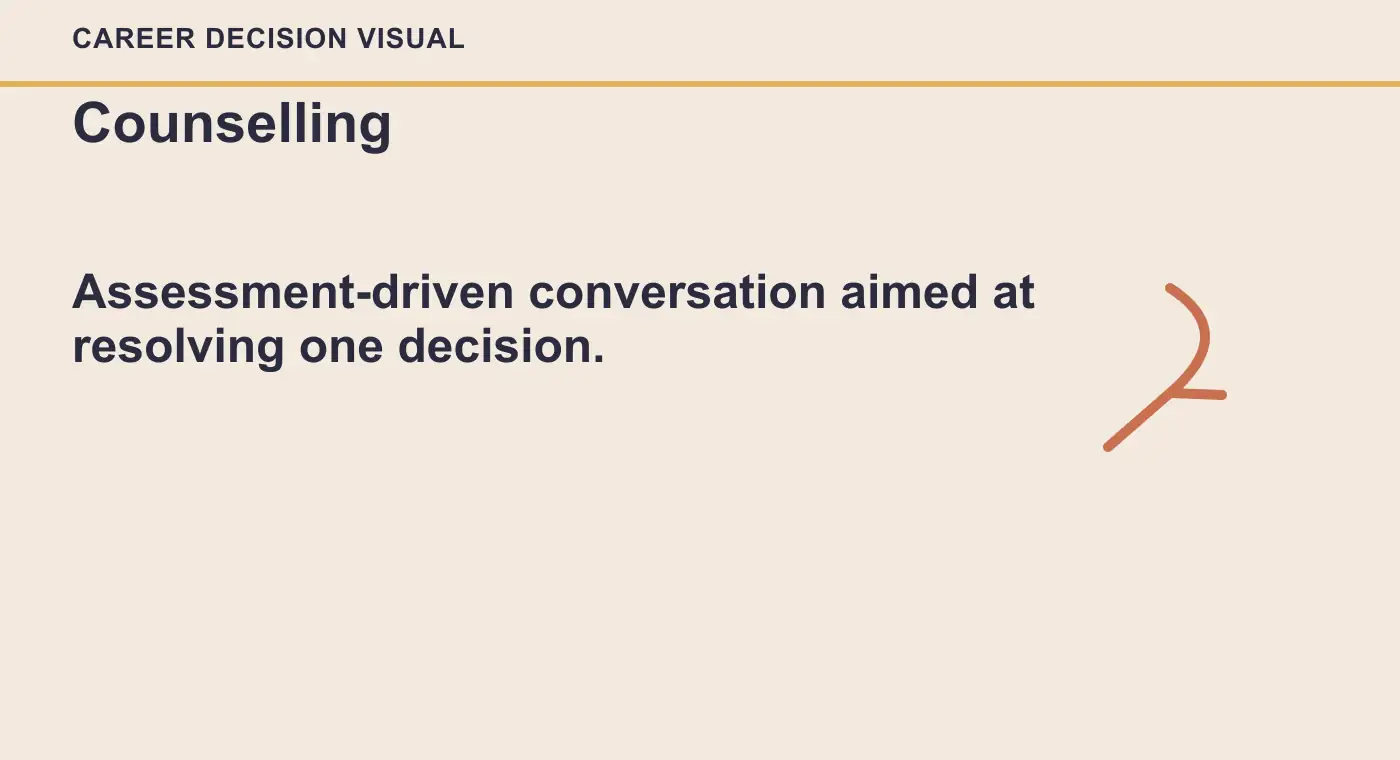 CAREER DECISION VISUAL
Counselling
Assessment-driven conversation aimed at
resolving one decision.